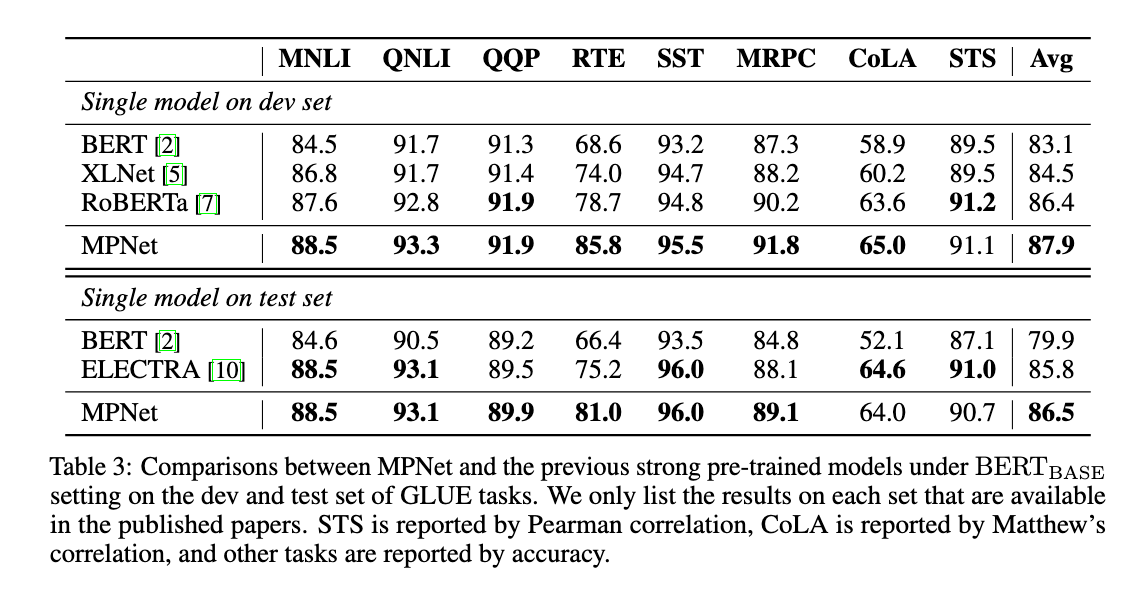 MNLI QNLI QQP RTE SST MRPC CoLA STS Avg
Single model on dev set
BERT [2] 84.5 91.7 91.3 68.6 93.2 87.3 58.9 89.5 83.1
XLNet [5] 86.8 91.7 91.4 74.0 94.7 88.2 60.2 89.5 84.5
RoBERTa [7] 87.6 92.8 91.9 78.7 94.8 90.2 63.6 91.2 86.4
MPNet 88.5 93.3 91.9 85.8 95.5 91.8 65.0 91.1 87.9
Single model on test set
BERT [2] 84.6 90.5 89.2 66.4 93.5 84.8 52.1 87.1 79.9
ELECTRA [10] 88.5 93.1 89.5 75.2 96.0 88.1 64.6 91.0 85.8
MPNet 88.5 93.1 89.9 81.0 96.0 89.1 64.0 90.7 86.5
Table 3: Comparisons between MPNet and the previous strong pre-trained models under BERTBASE
setting on the dev and test set of GLUE tasks. We only list the results on each set that are available
in the published papers. STS is reported by Pearman correlation, CoLA is reported by Matthew's
correlation, and other tasks are reported by accuracy.